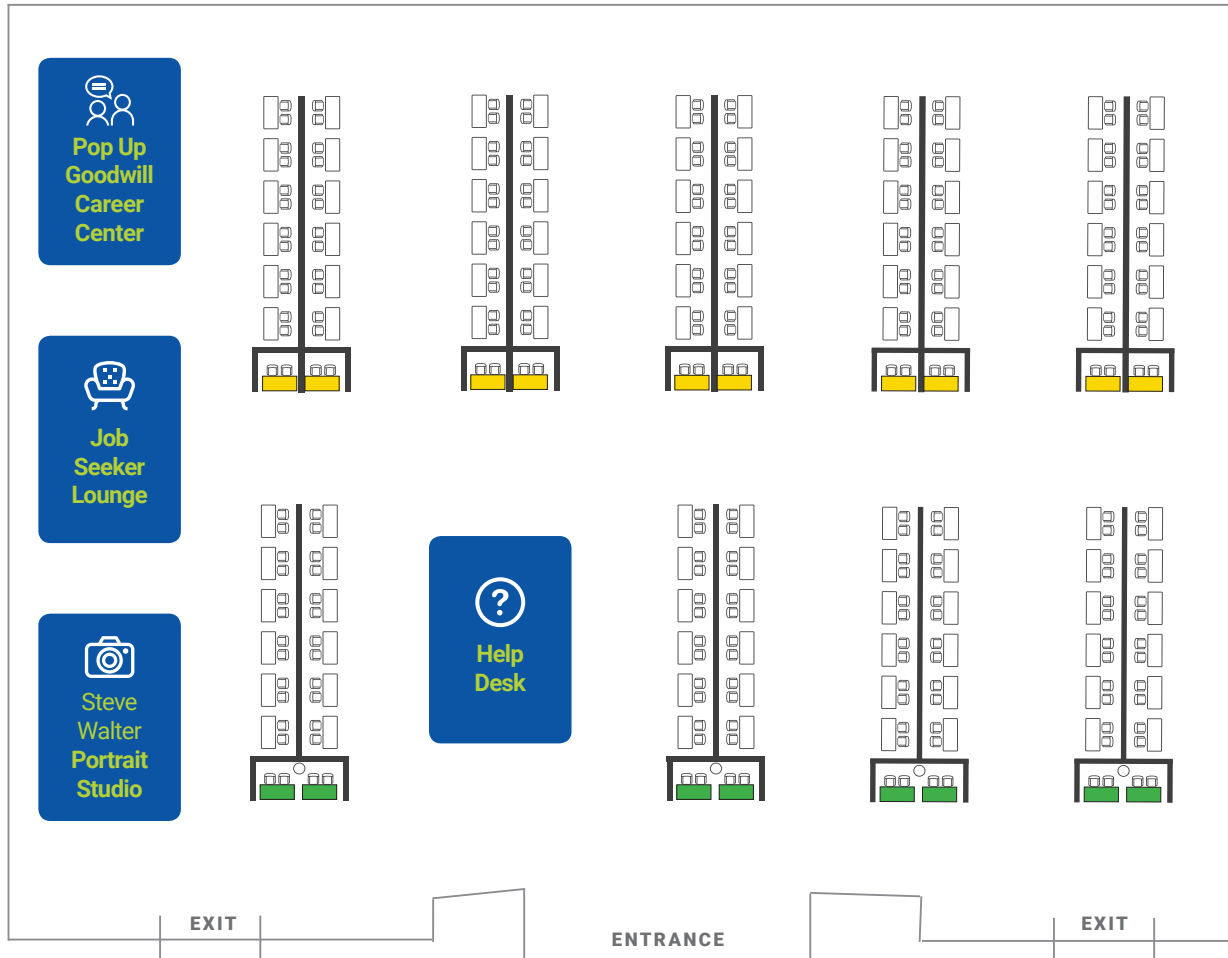 Pop Up
Goodwill
Career
Center
Job
Seeker
Lounge
?
Help
Desk
Steve
Walter
Portrait
Studio
EXIT
ENTRANCE
EXIT